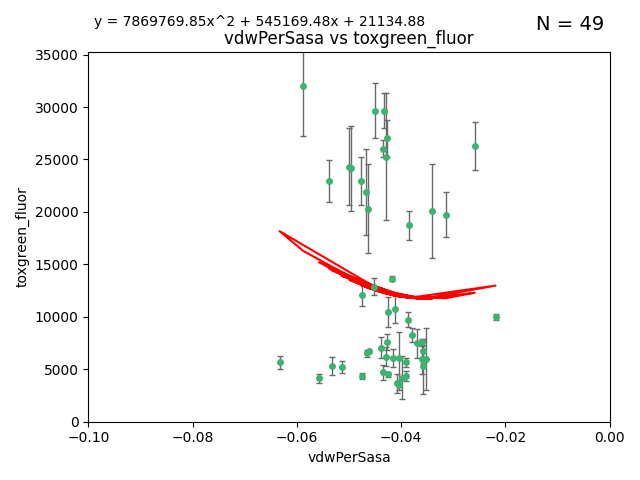 y = 7869769.85x^2 + 545169.48x + 21134.88
N = 49
vdwPerSasa vs toxgreen_fluor
35000
30000
25000
20000
15000
10000
5000
0
toxgreen_fluor
−0.10
−0.08
−0.06
−0.04
−0.02
0.00
vdwPerSasa